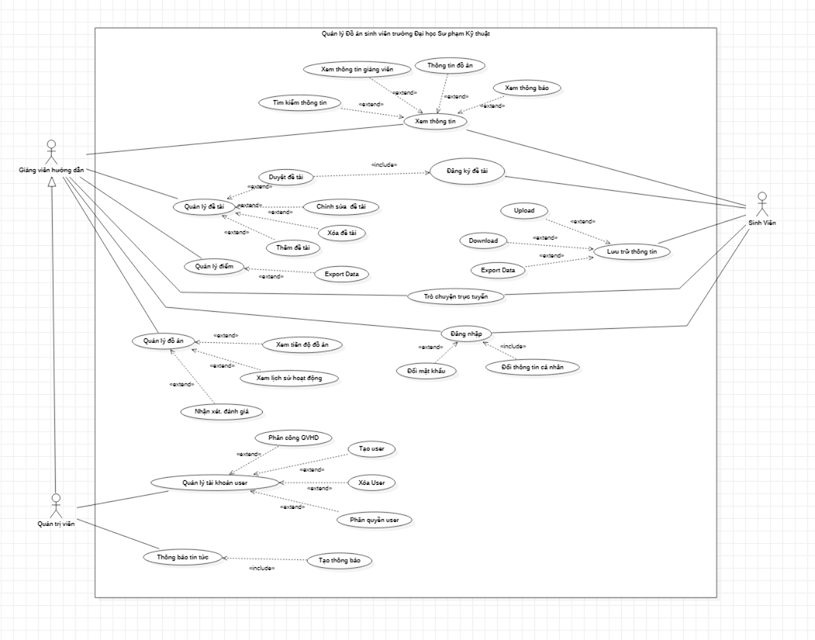 Quản lý Đồ án sinh viên trường Đại học Sư phạm Kỹ thuật
Xem thông tin giảng viên
Thông tin đồ án
Xem thông báo
Tìm kiếm thông tin
«extend»
«extend»
«extend»
«extend»
Xem thông tin
Giảng viên hướng dẫn
Duyệt đề tài
«include»
Đăng ký đề tài
«extend»
Quản lý đề tài
«extend»
Chỉnh sửa đề tài
«extend»
Xóa đề tài
«extend»
Thêm đề tài
Upload
«extend»
Download
«extend»
Lưu trữ thông tin
«extend»
Export Data
Sinh Viên
Quản lý điểm
«extend»
Export Data
Trò chuyện trực tuyến
Đăng nhập
«extend»
«include»
Đổi mật khẩu
Đổi thông tin cá nhân
Quản lý đồ án
«extend»
Xem tiến độ đồ án
«extend»
Xem lịch sử hoạt động
«extend»
Nhận xét, đánh giá
Phân công GVHD
«extend»
Tạo user
«extend»
Quản lý tài khoản user
«extend»
Xóa User
«extend»
Phân quyền user
Quản trị viên
Thông báo tin tức
«include»
Tạo thông báo